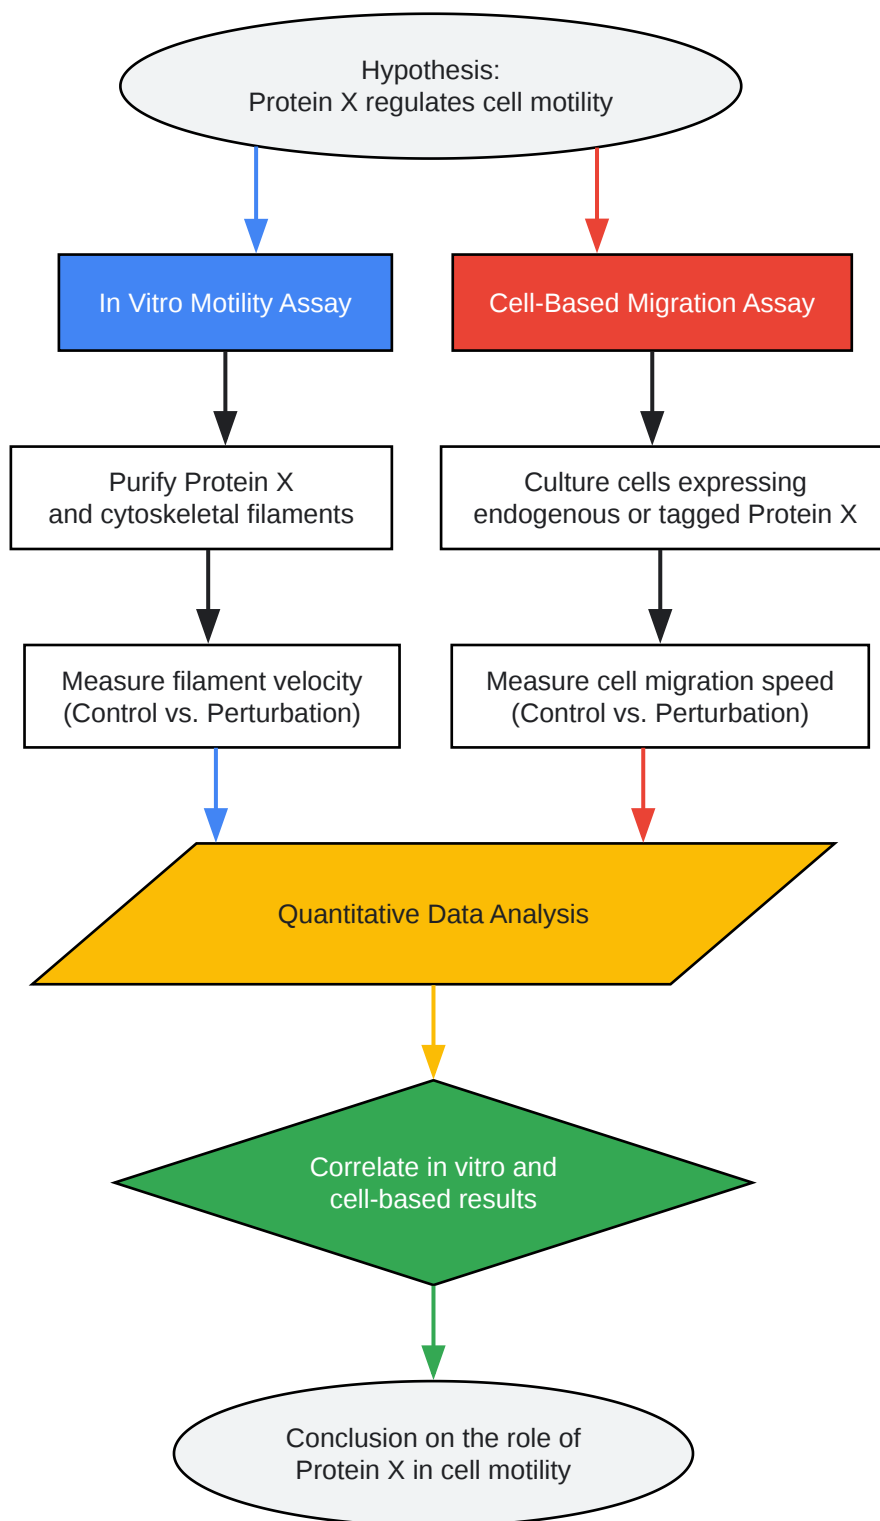 Hypothesis:
Protein X regulates cell motility
In Vitro Motility Assay
Cell-Based Migration Assay
Purify Protein X
and cytoskeletal filaments
Culture cells expressing
endogenous or tagged Protein X
Measure filament velocity
(Control vs. Perturbation)
Measure cell migration speed
(Control vs. Perturbation)
Quantitative Data Analysis
Correlate in vitro and
cell-based results
Conclusion on the role of
Protein X in cell motility